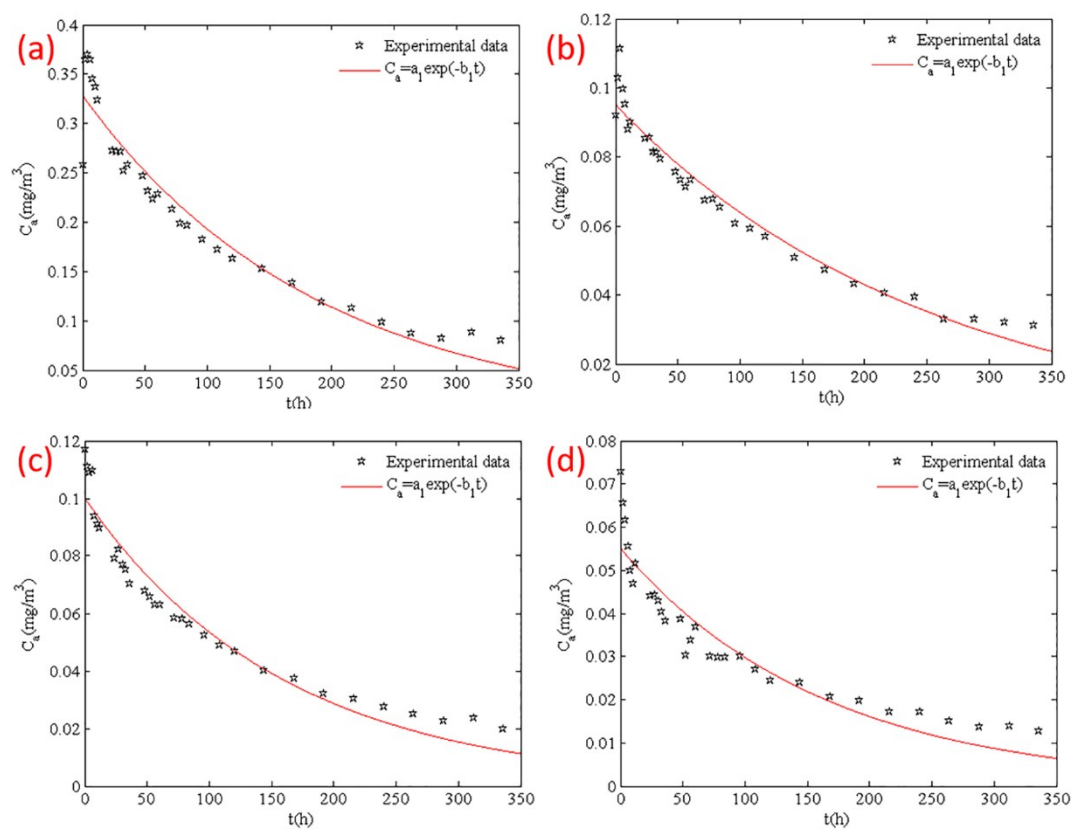 (a)
0.4
0.35
0.3
0.25
0.2
0.15
0.1
0.05
0 50 100 150 200 250 300 350
t(h)
Cₐ(mg/m³)
Experimental data
Cₐ=a₁exp(-b₁t)
(b)
0.12
0.1
0.08
0.06
0.04
0.02
0 50 100 150 200 250 300 350
t(h)
Cₐ(mg/m³)
Experimental data
Cₐ=a₁exp(-b₁t)
(c)
0.12
0.1
0.08
0.06
0.04
0.02
0
0 50 100 150 200 250 300 350
t(h)
Cₐ(mg/m³)
Experimental data
Cₐ=a₁exp(-b₁t)
(d)
0.08
0.07
0.06
0.05
0.04
0.03
0.02
0.01
0
0 50 100 150 200 250 300 350
t(h)
Cₐ(mg/m³)
Experimental data
Cₐ=a₁exp(-b₁t)